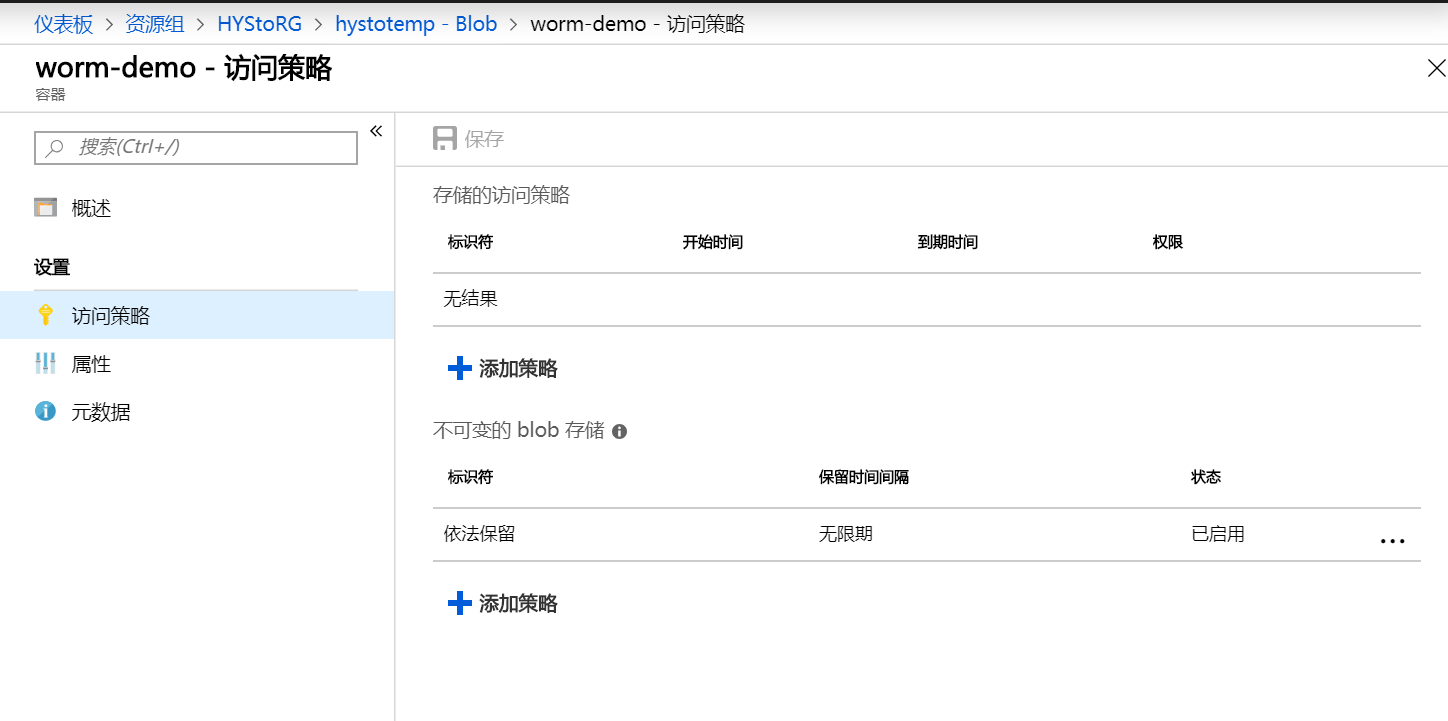 仪表板 > 资源组 > HYStoRG > hystotemp - Blob > worm-demo - 访问策略
worm-demo - 访问策略
容器
搜索(Ctrl+/)
概述
设置
访问策略
属性
元数据
保存
存储的访问策略
标识符 开始时间 到期时间 权限
无结果
添加策略
不可变的 blob 存储
标识符 保留时间间隔 状态
依法保留 无限期 已启用 ...
添加策略